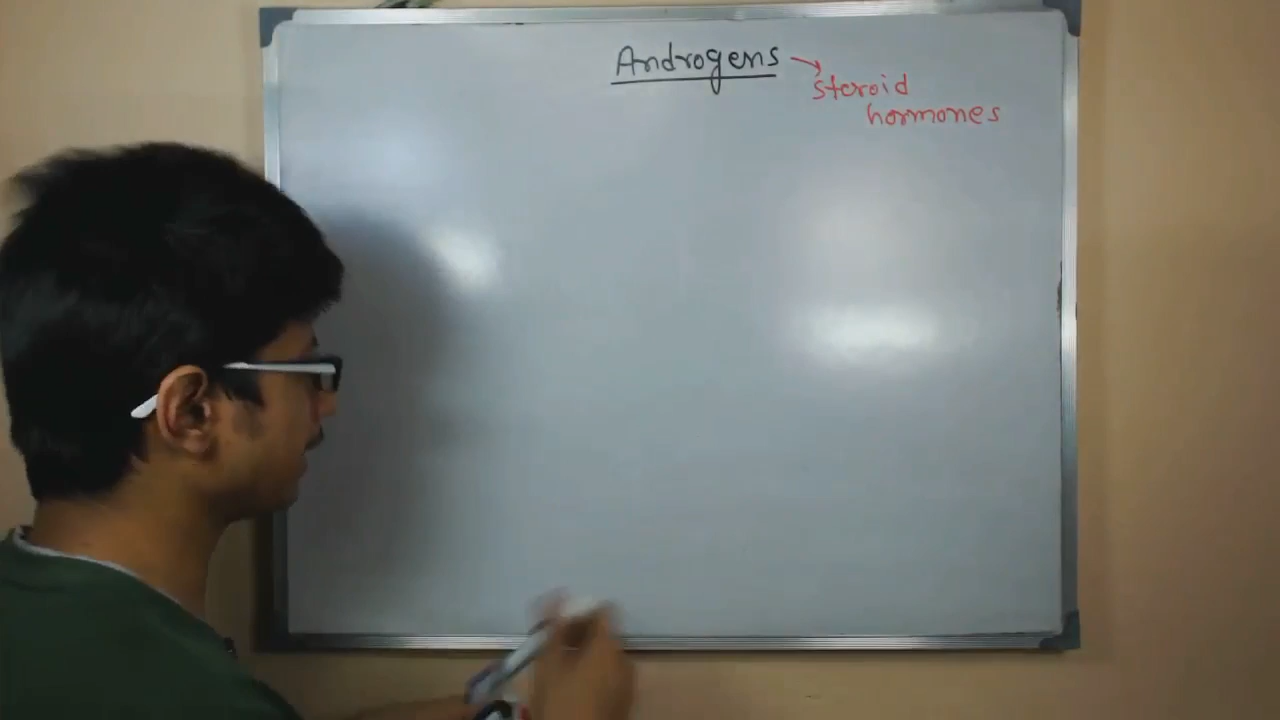 Androgens →
steroid
hormones